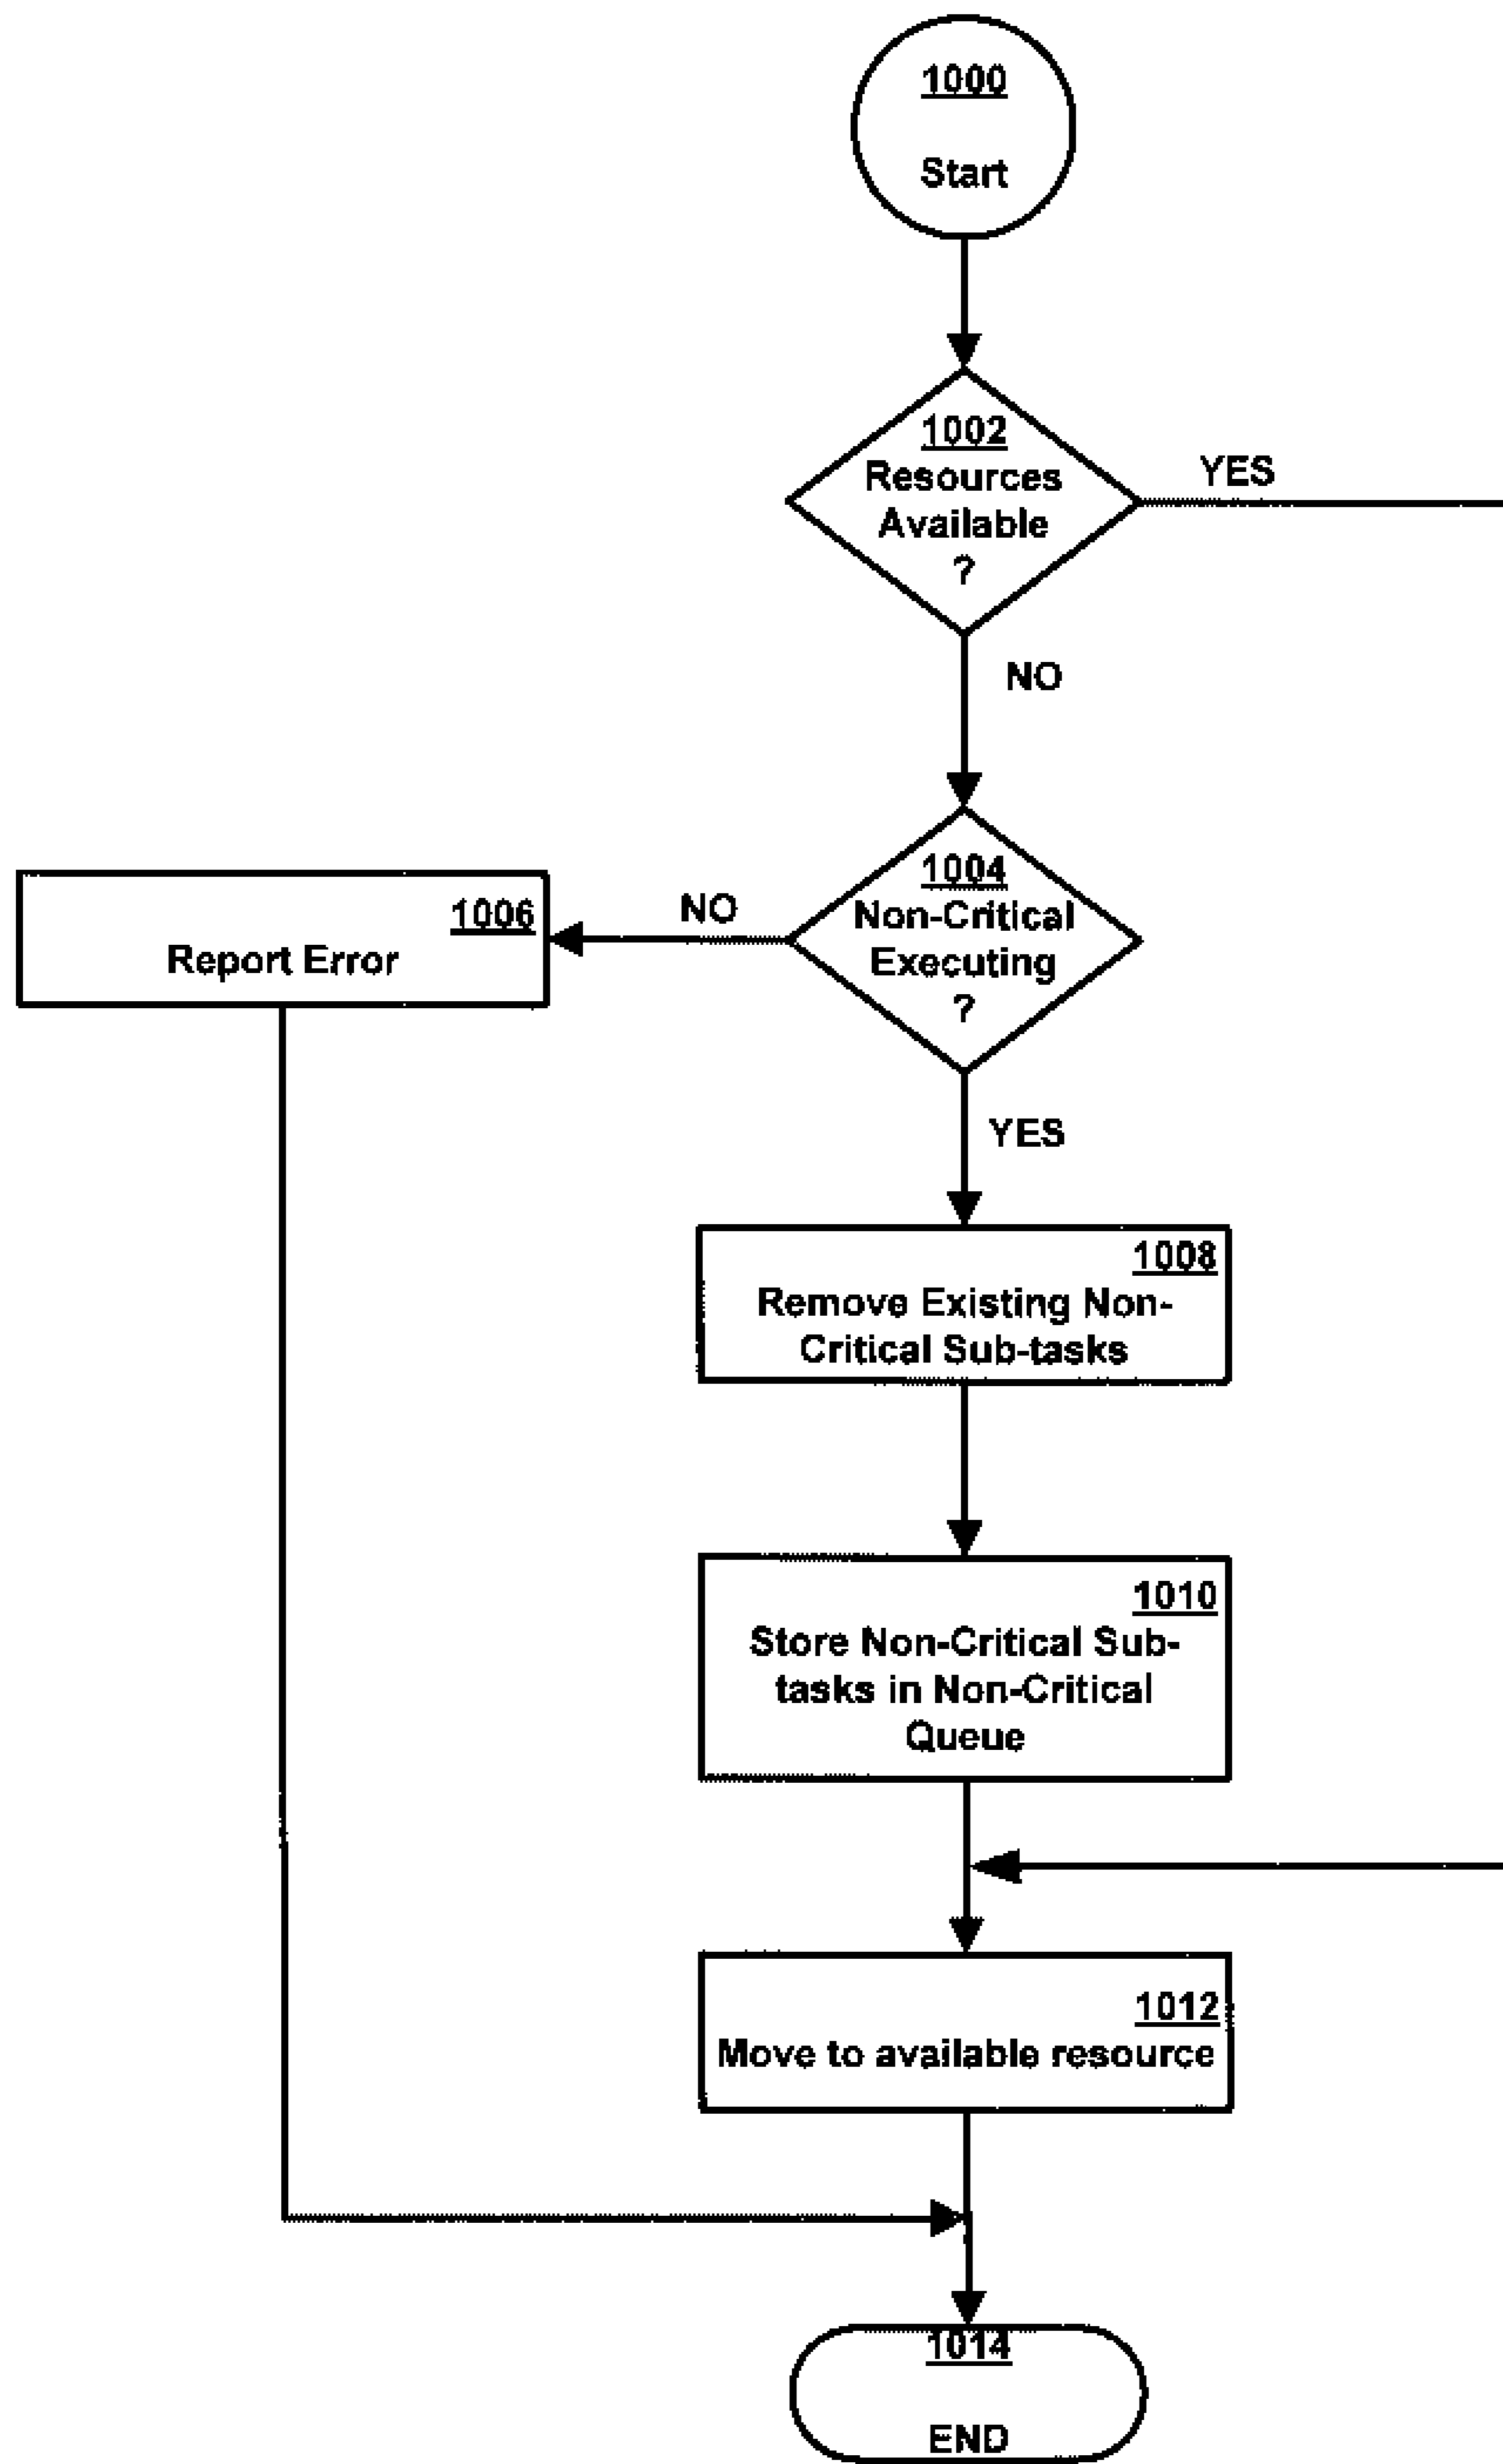 1000
Start
1002
Resources
Available
?
YES
NO
1004
Non-Critical
Executing
?
NO
1006
Report Error
YES
1008
Remove Existing Non-
Critical Sub-tasks
1010
Store Non-Critical Sub-
tasks in Non-Critical
Queue
1012
Move to available resource
1014
END